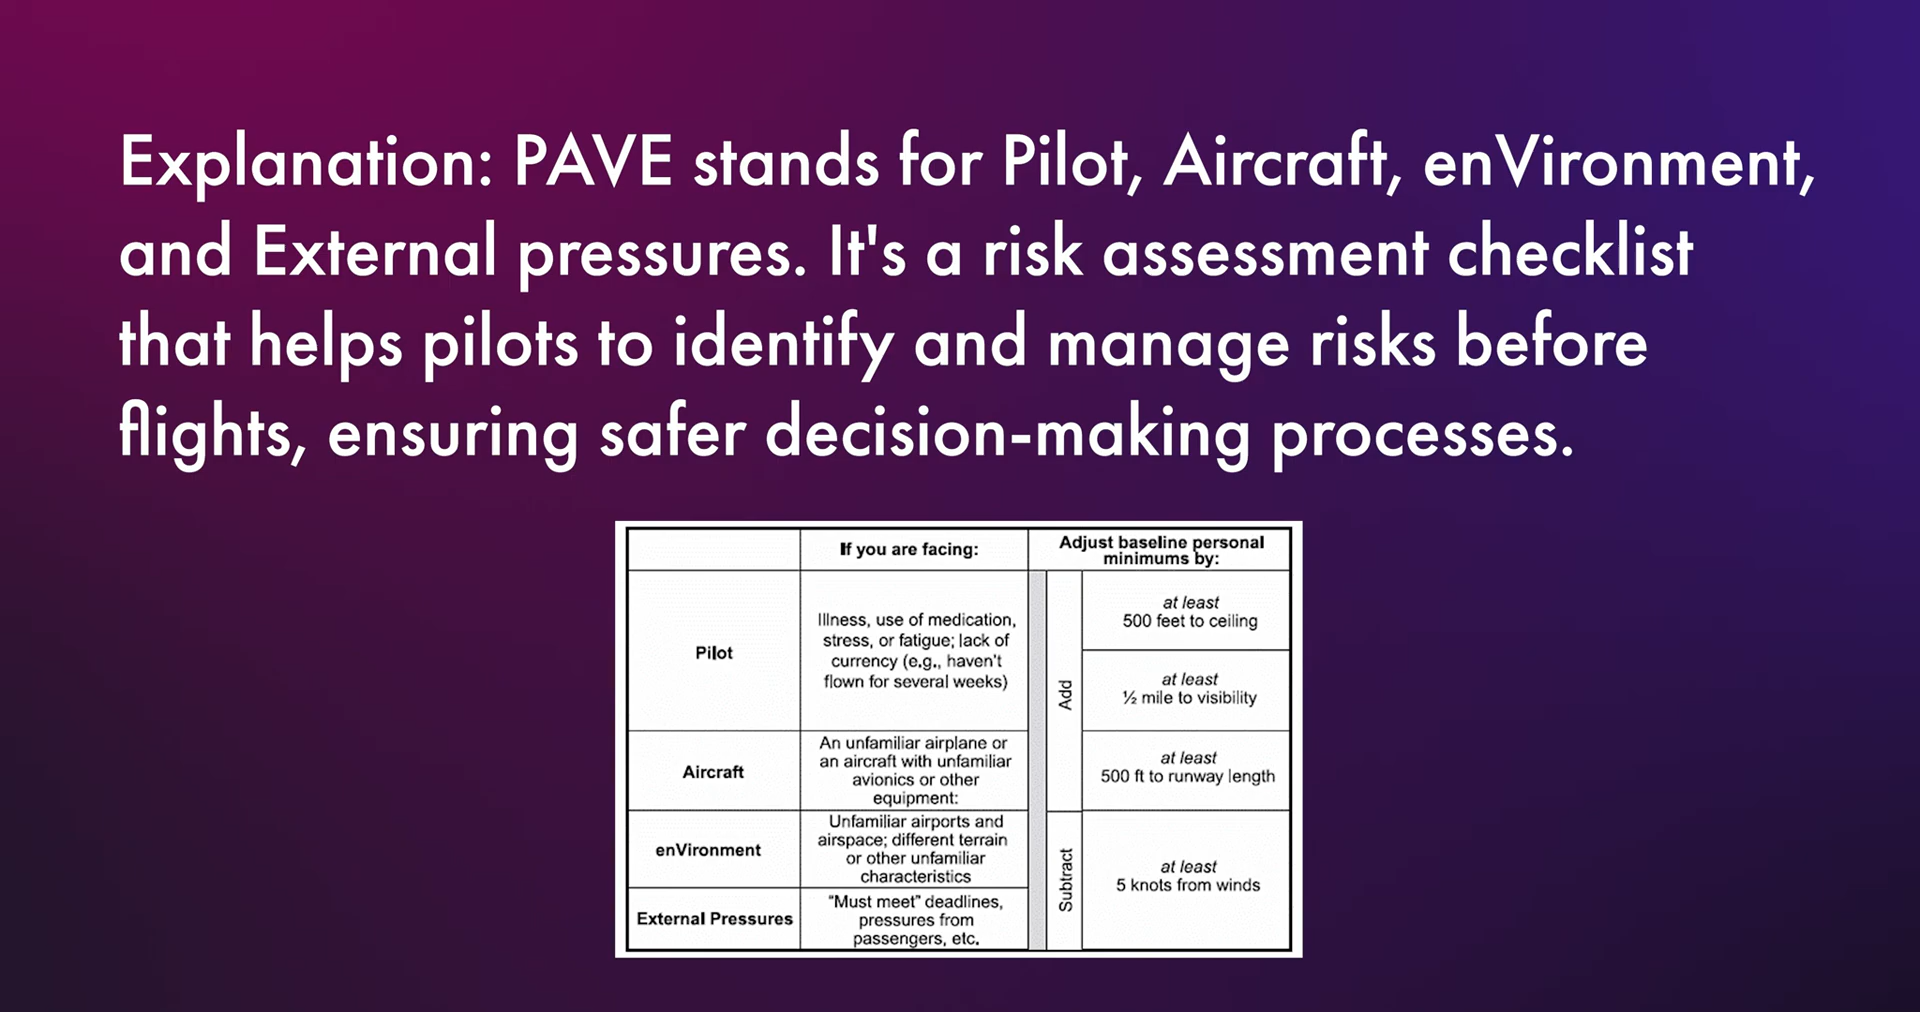 Explanation: PAVE stands for Pilot, Aircraft, enVironment,
and External pressures. It's a risk assessment checklist
that helps pilots to identify and manage risks before
flights, ensuring safer decision-making processes.
If you are facing:
Adjust baseline personal
minimums by:
Pilot
Illness, use of medication,
stress, or fatigue; lack of
currency (e.g., haven't
flown for several weeks)
Add
at least
500 feet to ceiling
at least
½ mile to visibility
Aircraft
An unfamiliar airplane or
an aircraft with unfamiliar
avionics or other
equipment:
at least
500 ft to runway length
enVironment
Unfamiliar airports and
airspace; different terrain
or other unfamiliar
characteristics
Subtract
at least
5 knots from winds
External Pressures
“Must meet” deadlines,
pressures from
passengers, etc.